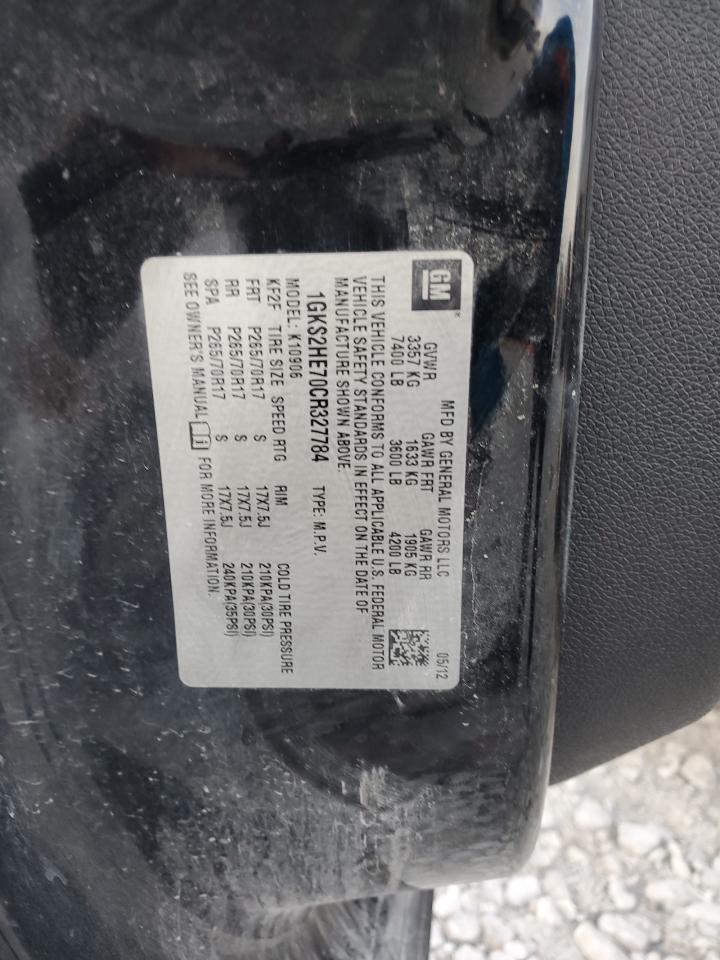 GM
MFD BY GENERAL MOTORS LLC 05/12
GVWR GAWR FRT GAWR RR
3357 KG 1633 KG 1905 KG
7400 LB 3600 LB 4200 LB
THIS VEHICLE CONFORMS TO ALL APPLICABLE U.S. FEDERAL MOTOR
VEHICLE SAFETY STANDARDS IN EFFECT ON THE DATE OF
MANUFACTURE SHOWN ABOVE.
1GKS2HE70CR327784 TYPE: M.P.V.
MODEL: K10906
KF2F TIRE SIZE SPEED RTG RIM COLD TIRE PRESSURE
FRT P265/70R17 S 17X7.5J 210KPA(30PSI)
RR P265/70R17 S 17X7.5J 210KPA(30PSI)
SPA P265/70R17 S 17X7.5J 240KPA(35PSI)
SEE OWNER'S MANUAL FOR MORE INFORMATION.